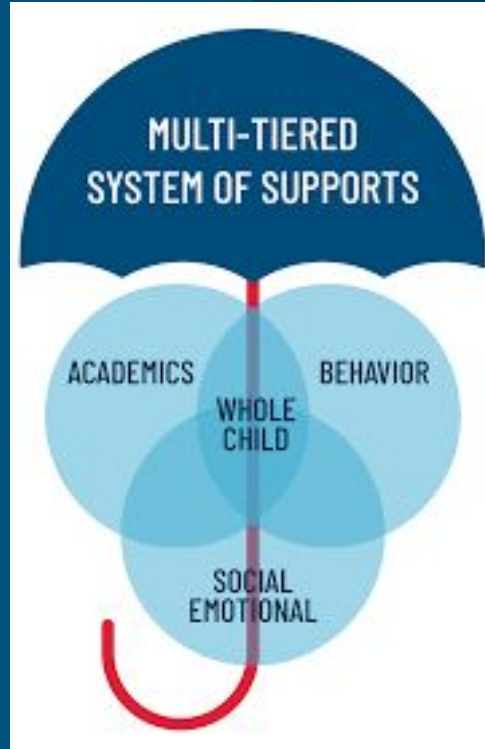 MULTI-TIERED
SYSTEM OF SUPPORTS
ACADEMICS
BEHAVIOR
WHOLE
CHILD
SOCIAL
EMOTIONAL